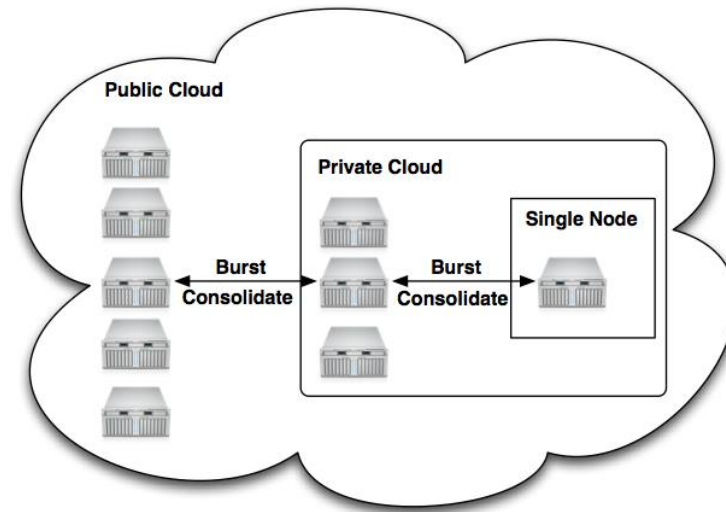 Public Cloud
Private Cloud
Single Node
Burst
Consolidate
Burst
Consolidate